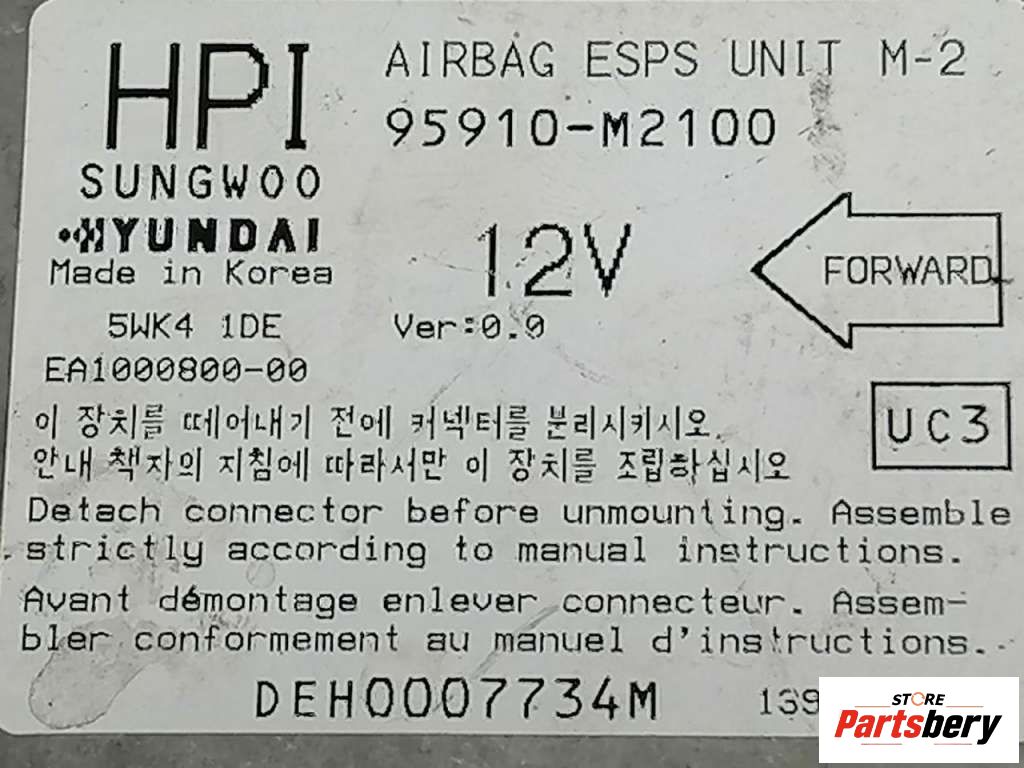 HPI
AIRBAG ESPS UNIT M-2
95910-M2100
SUNGWOO
HYUNDAI
Made in Korea
12V
FORWARD
5WK4 1DE
Ver:0.0
EA1000800-00
이 장치를 떼어내기 전에 커넥터를 분리시키시오.
안내 책자의 지침에 따라서만 이 장치를 조립하십시오
UC3
Detach connector before unmounting. Assemble
strictly according to manual instructions.
Avant démontage enlever connecteur. Assem-
bler conformement au manuel d'instructions.
DEH0007734M
STORE
Partsbery